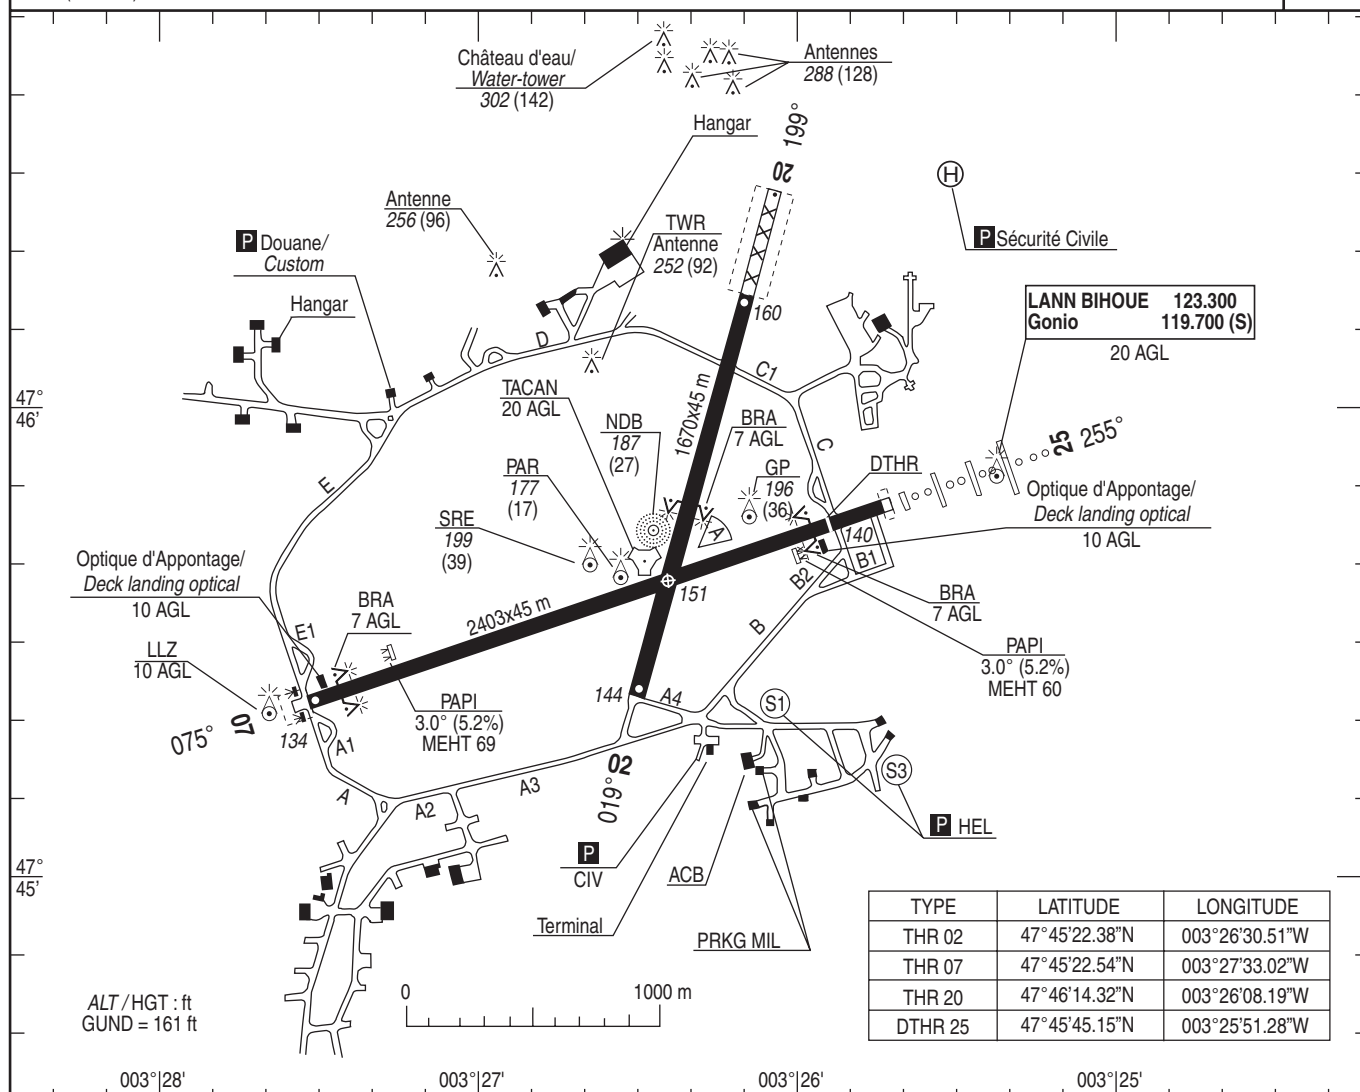 Château d'eau/
Water-tower
302 (142)
Antennes
288 (128)
Hangar
199°
20
H
P Sécurité Civile
Antenne
256 (96)
TWR
Antenne
252 (92)
P Douane/
Custom
Hangar
160
LANN BIHOUE 123.300
Gonio 119.700 (S)
20 AGL
D
C1
47°
46'
TACAN
20 AGL
1670x45 m
NDB
187
(27)
BRA
7 AGL
C
25 255°
PAR
177
(17)
GP
196
(36)
DTHR
E
SRE
199
(39)
A
Optique d'Appontage/
Deck landing optical
10 AGL
140
B1
B2
Optique d'Appontage/
Deck landing optical
10 AGL
151
BRA
7 AGL
BRA
7 AGL
2403x45 m
B
E1
LLZ
10 AGL
PAPI
3.0° (5.2%)
MEHT 60
144
A4
S1
PAPI
3.0° (5.2%)
MEHT 69
075°
07
134
A1
02
019°
S3
A
A2
A3
P
CIV
P HEL
47°
45'
ACB
Terminal
PRKG MIL
TYPE LATITUDE LONGITUDE
THR 02 47°45'22.38”N 003°26'30.51”W
THR 07 47°45'22.54”N 003°27'33.02”W
THR 20 47°46'14.32”N 003°26'08.19”W
DTHR 25 47°45'45.15”N 003°25'51.28”W
0 1000 m
ALT / HGT : ft
GUND = 161 ft
003°28' 003°27' 003°26' 003°25'